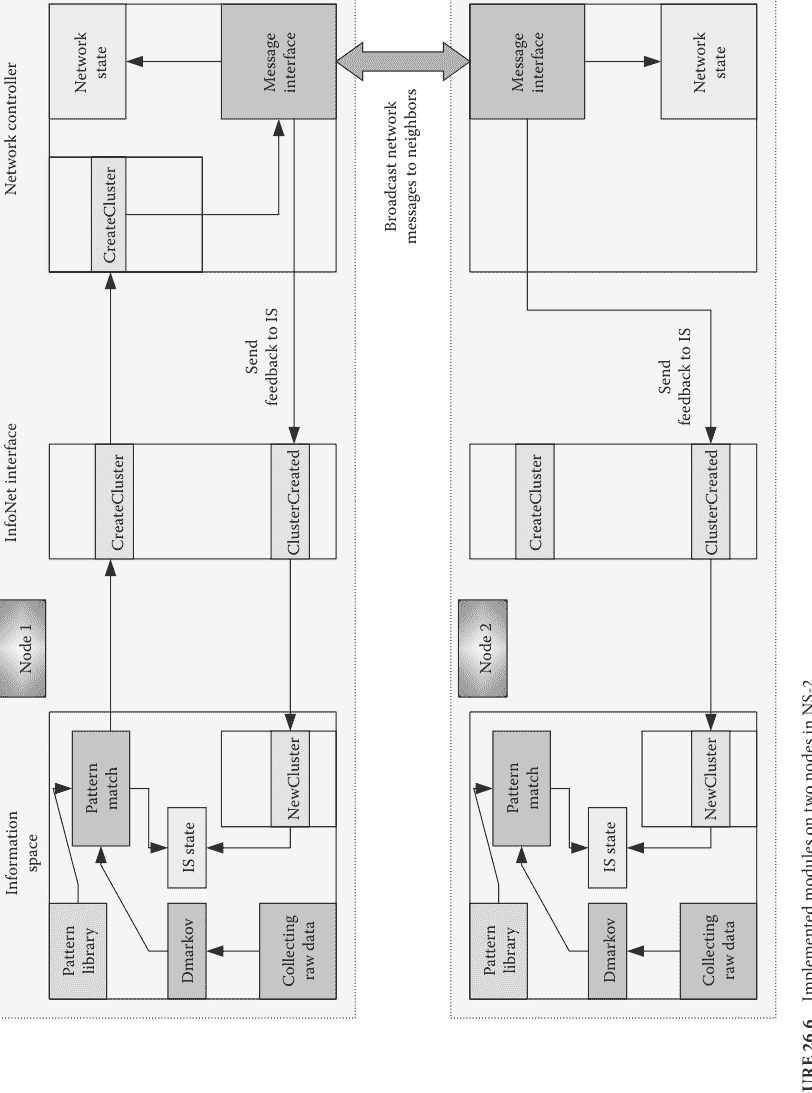 Information
space
InfoNet interface
Network controller
Node 1
Pattern
library
Pattern
match
Dmarkov
IS state
Collecting
raw data
NewCluster
CreateCluster
ClusterCreated
CreateCluster
Send
feedback to IS
Network
state
Message
interface
Broadcast network
messages to neighbors
Node 2
Pattern
library
Pattern
match
Dmarkov
IS state
Collecting
raw data
NewCluster
CreateCluster
ClusterCreated
Send
feedback to IS
Message
interface
Network
state
URE 26.6 Implemented modules on two nodes in NS-2